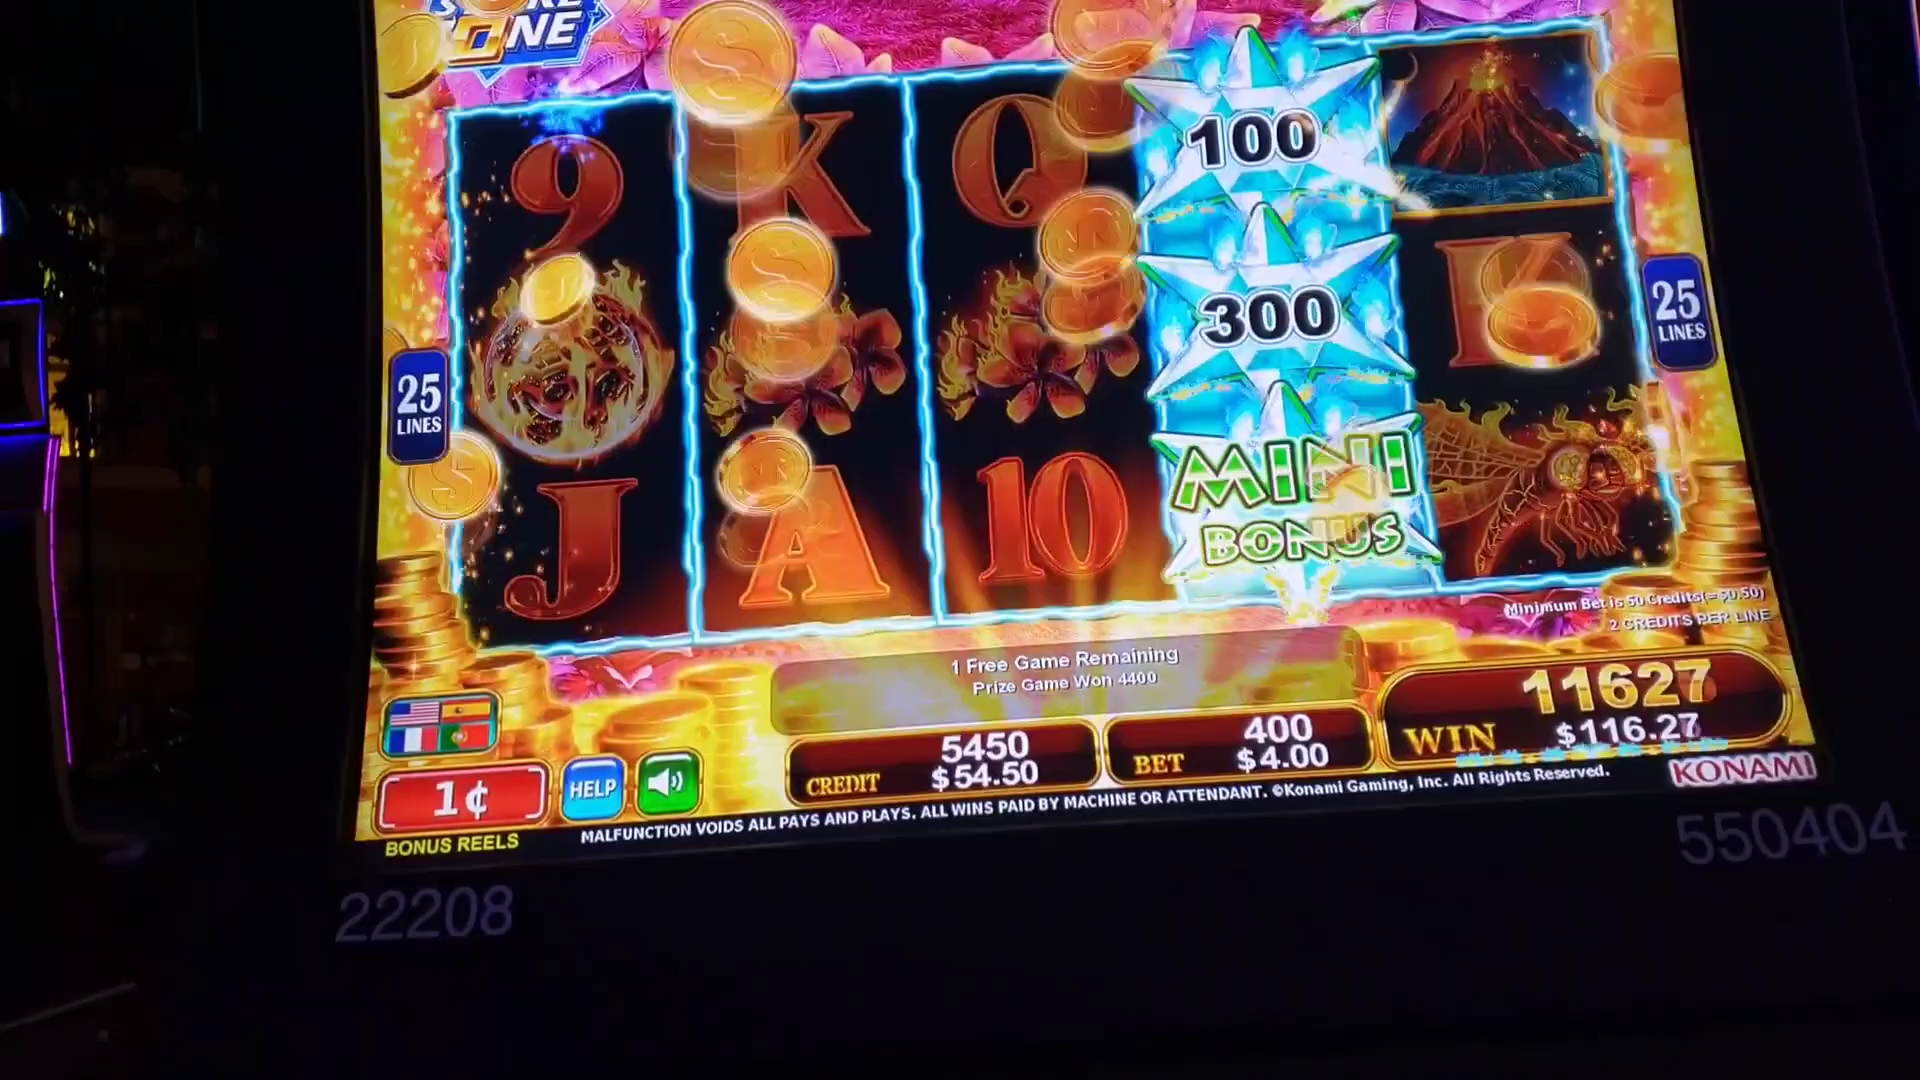 ONE
9
K
Q
100
300
K
25
LINES
25
LINES
J
A
10
MINI
BONUS
Minimum Bet is 50 Credits(=$0.50)
2 CREDITS PER LINE
1 Free Game Remaining
Prize Game Won 4400
CREDIT
5450
$54.50
BET
400
$4.00
WIN
11627
$116.27
1¢
HELP
BONUS REELS
MALFUNCTION VOIDS ALL PAYS AND PLAYS. ALL WINS PAID BY MACHINE OR ATTENDANT. ©Konami Gaming, Inc. All Rights Reserved.
KONAMI
22208
550404